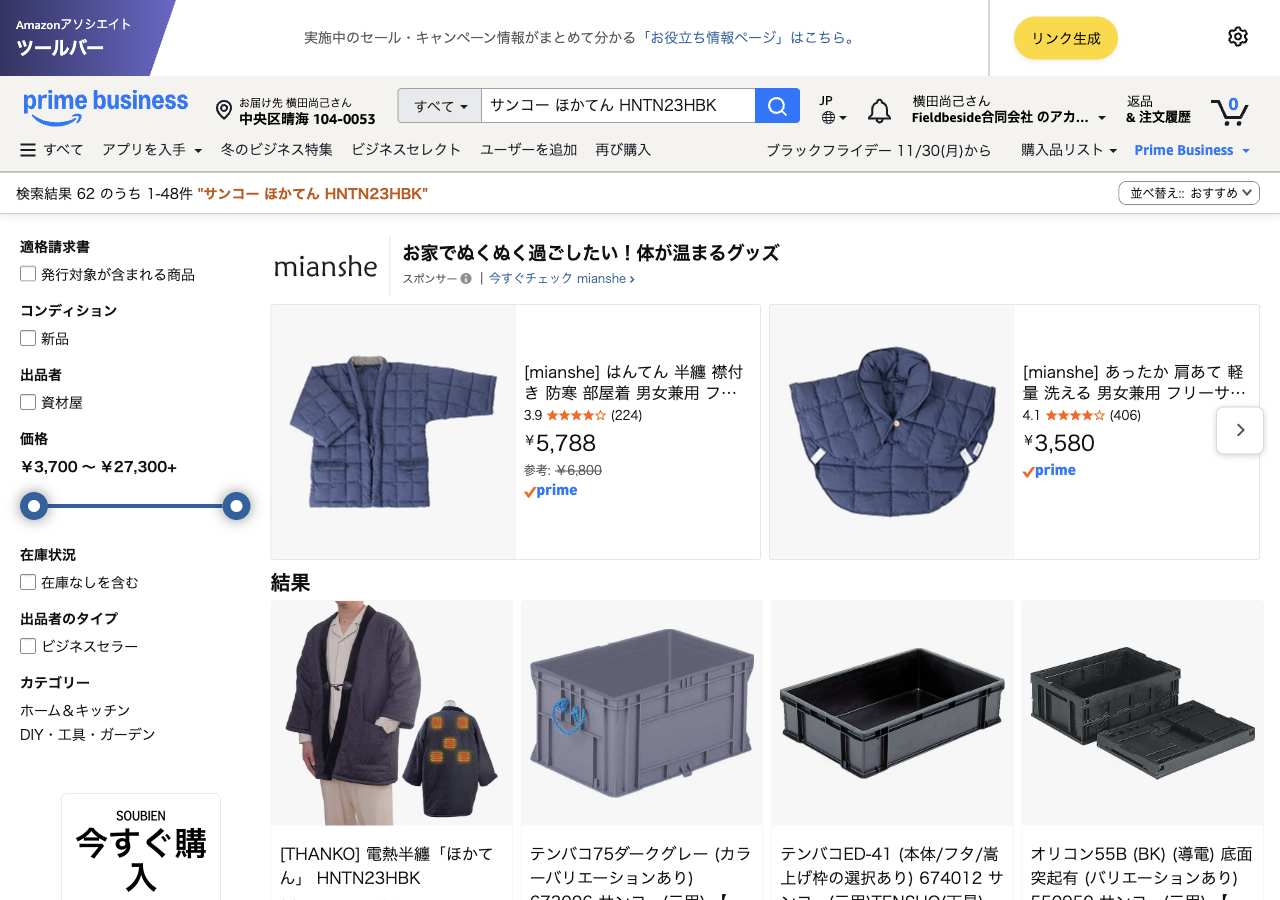 Amazonアソシエイト
ツールバー
実施中のセール・キャンペーン情報がまとめて分かる「お役立ち情報ページ」はこちら。
リンク生成
prime business
お届け先 横田尚己さん
中央区晴海 104-0053
すべて
サンコー ほかてん HNTN23HBK
JP
横田尚己さん
Fieldbeside合同会社 のアカ...
返品
& 注文履歴
0
すべて
アプリを入手
冬のビジネス特集
ビジネスセレクト
ユーザーを追加
再び購入
ブラックフライデー 11/30(月)から
購入品リスト
Prime Business
検索結果 62 のうち 1-48件 "サンコー ほかてん HNTN23HBK"
並べ替え:: おすすめ
適格請求書
発行対象が含まれる商品
コンディション
新品
出品者
資材屋
価格
￥3,700 ～ ￥27,300+
在庫状況
在庫なしを含む
出品者のタイプ
ビジネスセラー
カテゴリー
ホーム＆キッチン
DIY・工具・ガーデン
SOUBIEN
今すぐ購
入
mianshe
お家でぬくぬく過ごしたい！体が温まるグッズ
スポンサー | 今すぐチェック mianshe ›
[mianshe] はんてん 半纏 襟付
き 防寒 部屋着 男女兼用 フ…
3.9 (224)
￥5,788
参考: ￥6,800
prime
[mianshe] あったか 肩あて 軽
量 洗える 男女兼用 フリーサ…
4.1 (406)
￥3,580
prime
結果
[THANKO] 電熱半纏「ほかて
ん」 HNTN23HBK
テンバコ75ダークグレー (カラ
ーバリエーションあり)
テンバコED-41 (本体/フタ/嵩
上げ枠の選択あり) 674012 サ
オリコン55B (BK) (導電) 底面
突起有 (バリエーションあり)